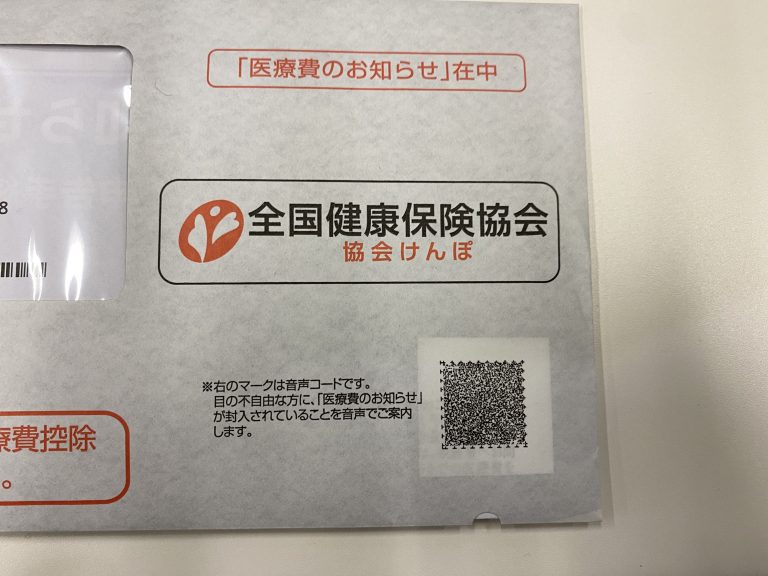 「医療費のお知らせ」在中
8
全国健康保険協会
協会けんぽ
※右のマークは音声コードです。
目の不自由な方に、「医療費のお知らせ」
が封入されていることを音声でご案内
します。
療費控除
。